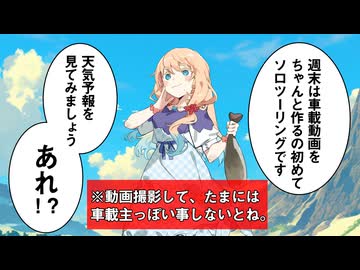 週末は車載動画を
ちゃんと作るの初めて
ソロツーリングです
天気予報を
見てみましょう
あれ!?
※動画撮影して、たまには
車載主っぽい事しないとね。